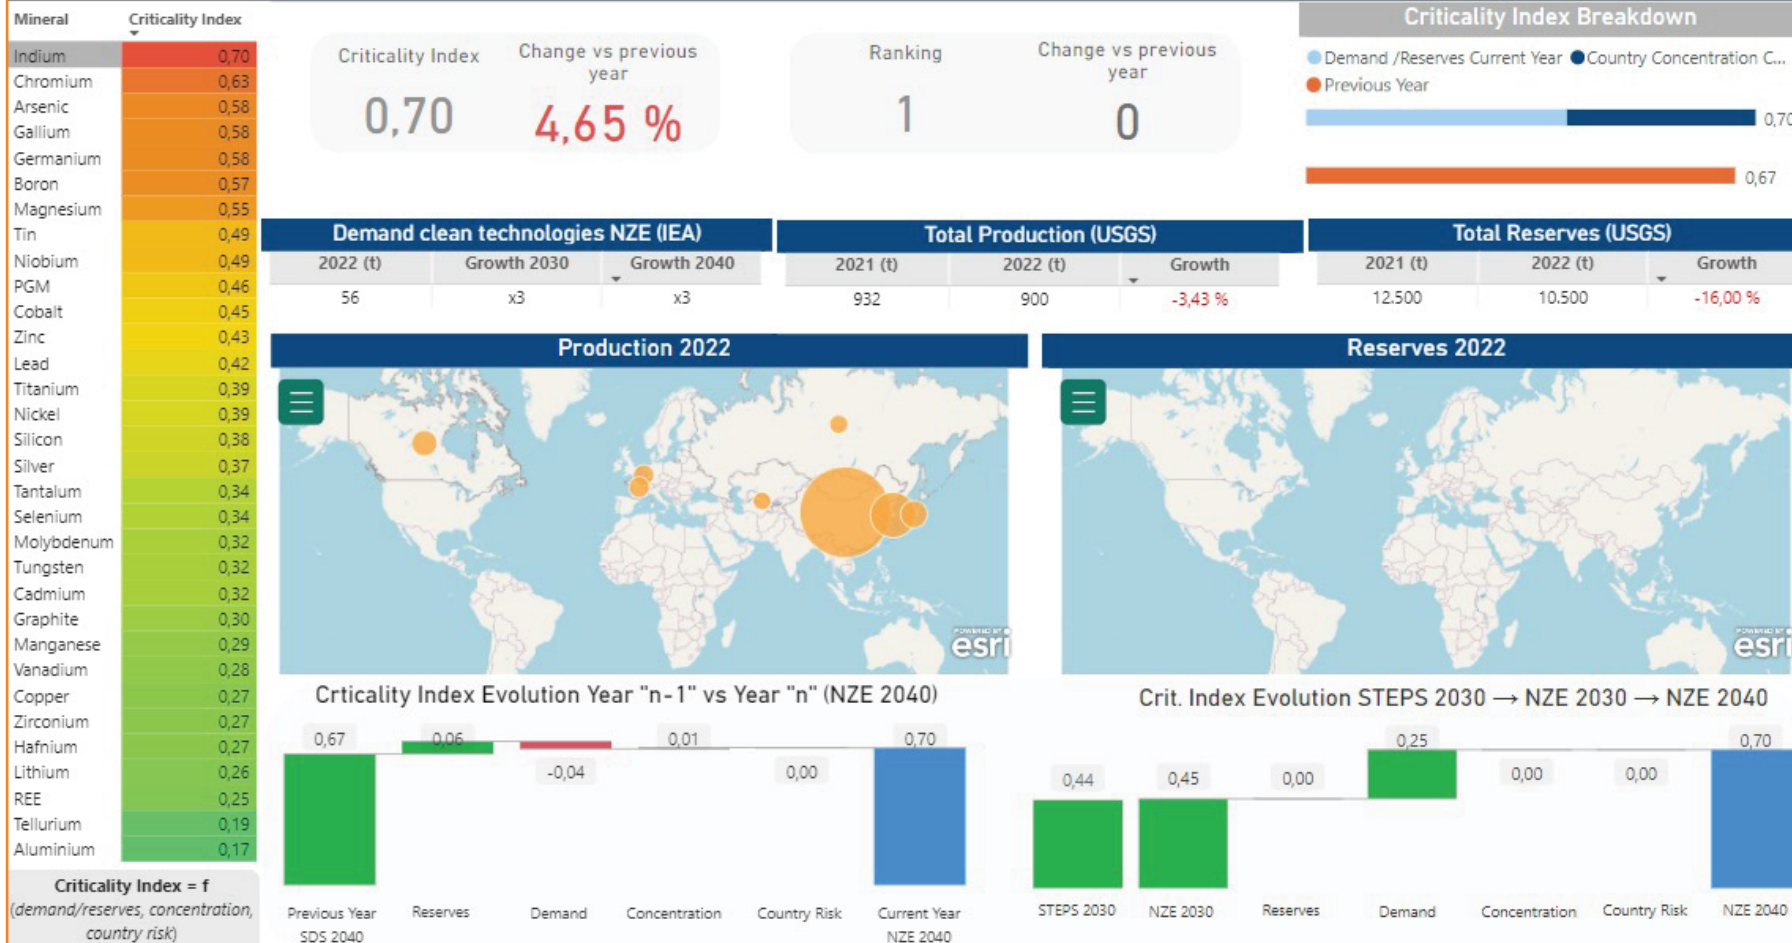 Mineral Criticality Index
Indium 0,70
Chromium 0,63
Arsenic 0,58
Gallium 0,58
Germanium 0,58
Boron 0,57
Magnesium 0,55
Tin 0,49
Niobium 0,49
PGM 0,46
Cobalt 0,45
Zinc 0,43
Lead 0,42
Titanium 0,39
Nickel 0,39
Silicon 0,38
Silver 0,37
Tantalum 0,34
Selenium 0,34
Molybdenum 0,32
Tungsten 0,32
Cadmium 0,32
Graphite 0,30
Manganese 0,29
Vanadium 0,28
Copper 0,27
Zirconium 0,27
Hafnium 0,27
Lithium 0,26
REE 0,25
Tellurium 0,19
Aluminium 0,17
Criticality Index = f
(demand/reserves, concentration,
country risk)
Criticality Index
0,70
Change vs previous
year
4,65 %
Ranking
1
Change vs previous
year
0
Criticality Index Breakdown
Demand /Reserves Current Year Country Concentration C...
Previous Year
0,70
0,67
Demand clean technologies NZE (IEA)
2022 (t) Growth 2030 Growth 2040
56 x3 x3
Total Production (USGS)
2021 (t) 2022 (t) Growth
932 900 -3,43 %
Total Reserves (USGS)
2021 (t) 2022 (t) Growth
12.500 10.500 -16,00 %
Production 2022
POWERED BY
esri
Reserves 2022
POWERED BY
esri
Crticality Index Evolution Year "n-1" vs Year "n" (NZE 2040)
0,67 0,06 -0,04 0,01 0,00 0,70
Previous Year Reserves Demand Concentration Country Risk Current Year
SDS 2040 NZE 2040
Crit. Index Evolution STEPS 2030 → NZE 2030 → NZE 2040
0,44 0,45 0,00 0,25 0,00 0,00 0,70
STEPS 2030 NZE 2030 Reserves Demand Concentration Country Risk NZE 2040